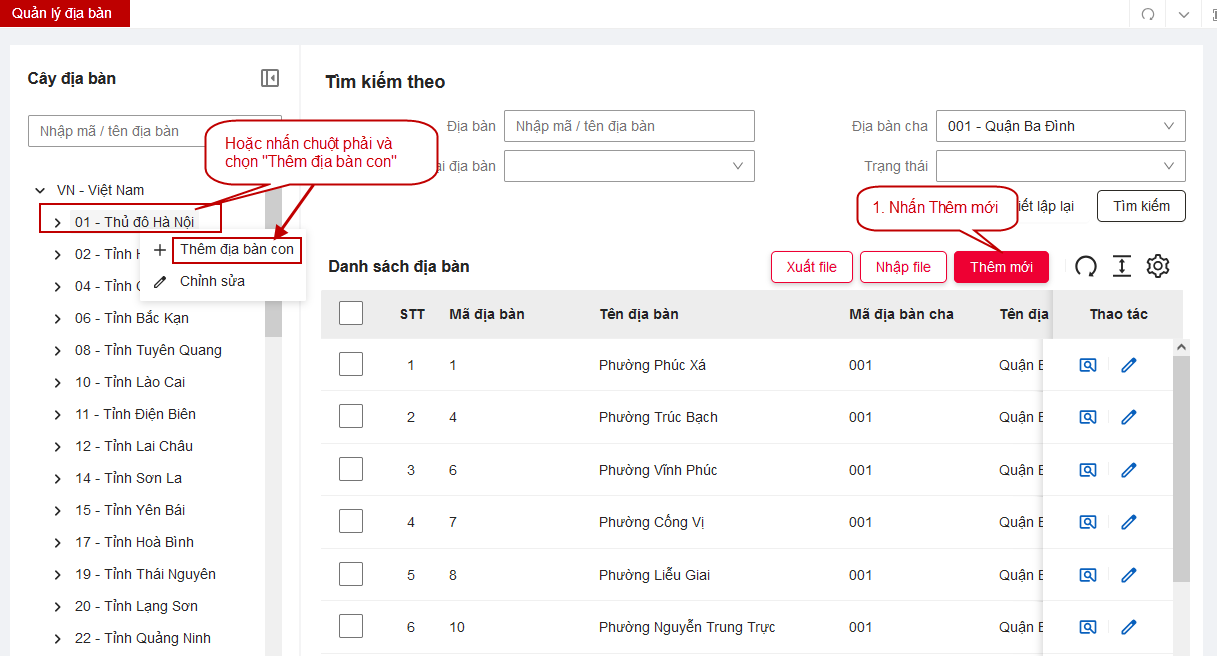 Quản lý địa bàn
Cây địa bàn
Nhập mã / tên địa bàn
Hoặc nhấn chuột phải và
chọn "Thêm địa bàn con"
VN - Việt Nam
01 - Thủ đô Hà Nội
Thêm địa bàn con
Chỉnh sửa
02 - Tỉnh
04 - Tỉnh
06 - Tỉnh Bắc Kạn
08 - Tỉnh Tuyên Quang
10 - Tỉnh Lào Cai
11 - Tỉnh Điện Biên
12 - Tỉnh Lai Châu
14 - Tỉnh Sơn La
15 - Tỉnh Yên Bái
17 - Tỉnh Hoà Bình
19 - Tỉnh Thái Nguyên
20 - Tỉnh Lạng Sơn
22 - Tỉnh Quảng Ninh
Tìm kiếm theo
Địa bàn Nhập mã / tên địa bàn Địa bàn cha 001 - Quận Ba Đình
địa bàn Trạng thái
1. Nhấn Thêm mới
lập lại Tìm kiếm
Danh sách địa bàn Xuất file Nhập file Thêm mới
STT Mã địa bàn Tên địa bàn Mã địa bàn cha Tên địa Thao tác
1 1 Phường Phúc Xá 001 Quận
2 4 Phường Trúc Bạch 001 Quận
3 6 Phường Vĩnh Phúc 001 Quận
4 7 Phường Cống Vị 001 Quận
5 8 Phường Liễu Giai 001 Quận
6 10 Phường Nguyễn Trung Trực 001 Quận